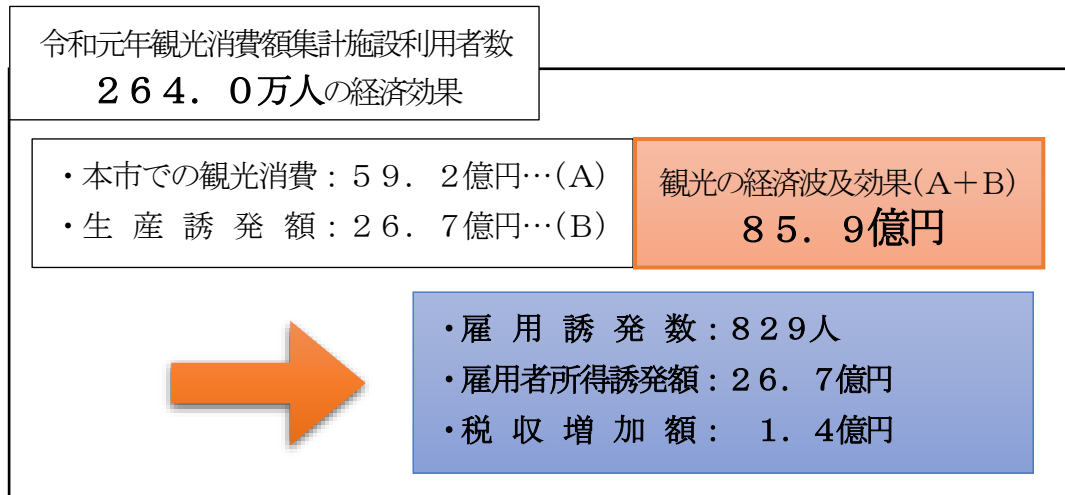 令和元年観光消費額集計施設利用者数
２６４．０万人の経済効果
・本市での観光消費：５９．２億円…(Ａ)
・生産誘発額：２６．７億円…(Ｂ)
観光の経済波及効果(Ａ＋Ｂ)
８５．９億円
・雇用誘発数：８２９人
・雇用者所得誘発額：２６．７億円
・税収増加額：１．４億円